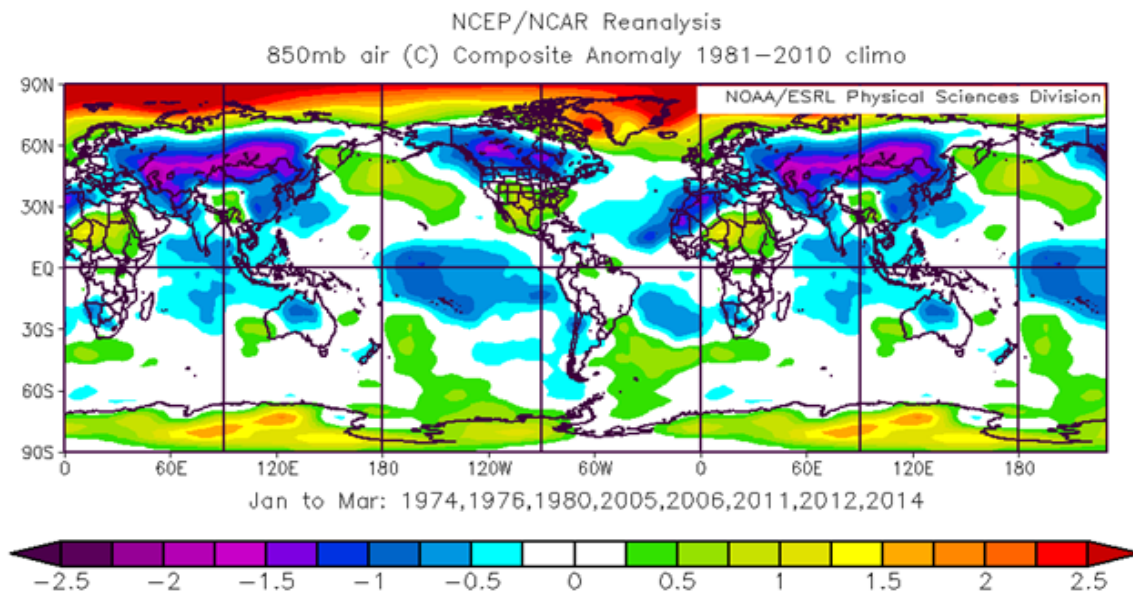 NCEP/NCAR Reanalysis
850mb air (C) Composite Anomaly 1981-2010 climo
NOAA/ESRL Physical Sciences Division
90N
60N
30N
EQ
30S
60S
90S
0 60E 120E 180 120W 60W 0 60E 120E 180
Jan to Mar: 1974,1976,1980,2005,2006,2011,2012,2014
-2.5 -2 -1.5 -1 -0.5 0 0.5 1 1.5 2 2.5